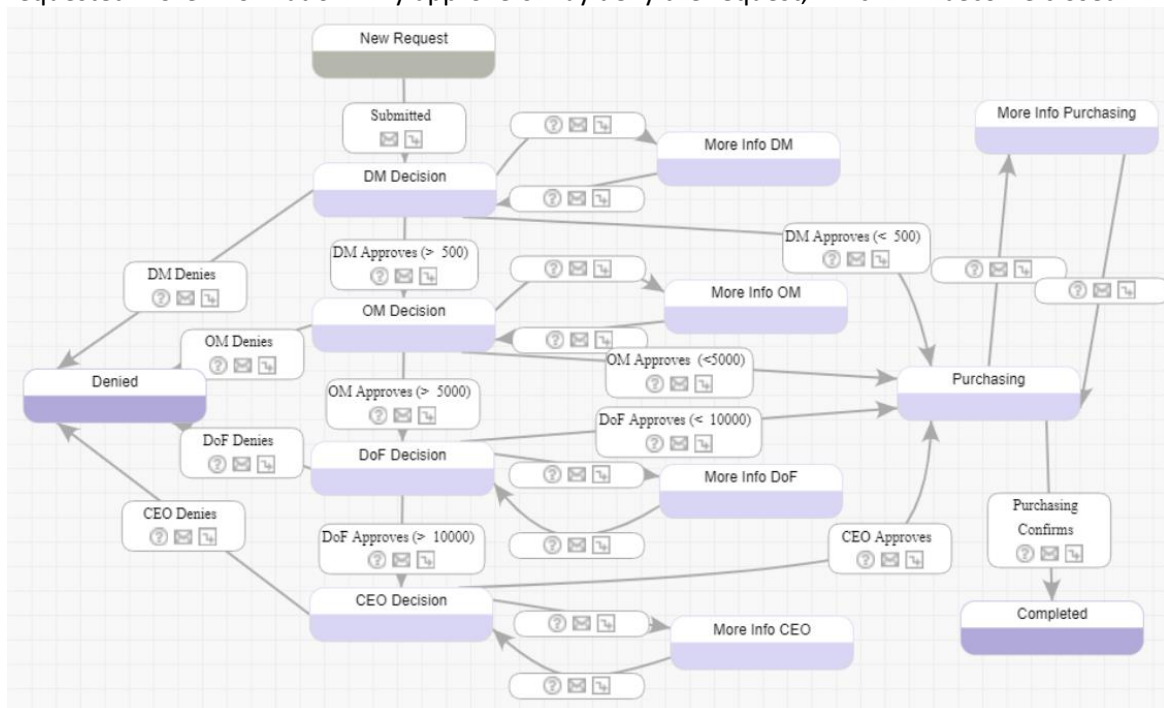 New Request
Submitted
More Info Purchasing
More Info DM
DM Decision
DM Approves (< 500)
DM Approves (> 500)
DM Denies
More Info OM
OM Decision
OM Denies
OM Approves (<5000)
Denied
Purchasing
OM Approves (> 5000)
DoF Approves (< 10000)
DoF Denies
DoF Decision
More Info DoF
CEO Denies
Purchasing
Confirms
DoF Approves (> 10000)
CEO Approves
CEO Decision
Completed
More Info CEO